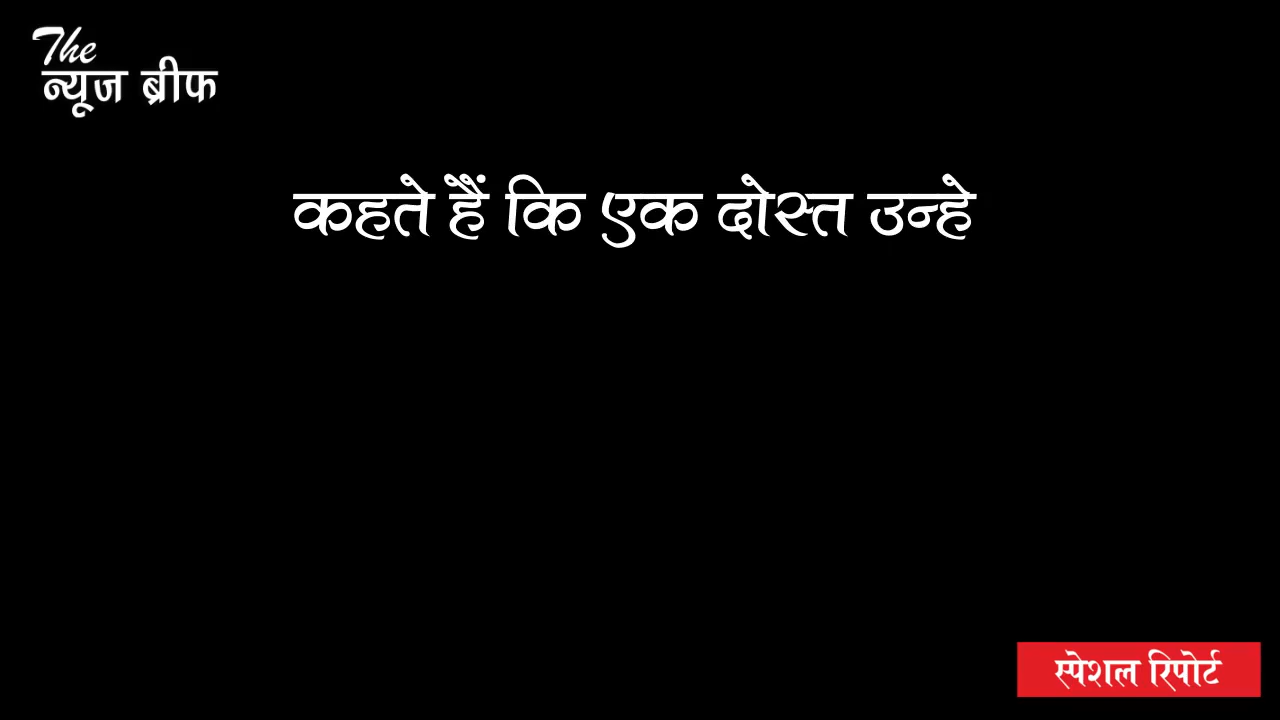 The
न्यूज ब्रीफ
कहते हैं कि एक दोस्त उन्हे
स्पेशल रिपोर्ट